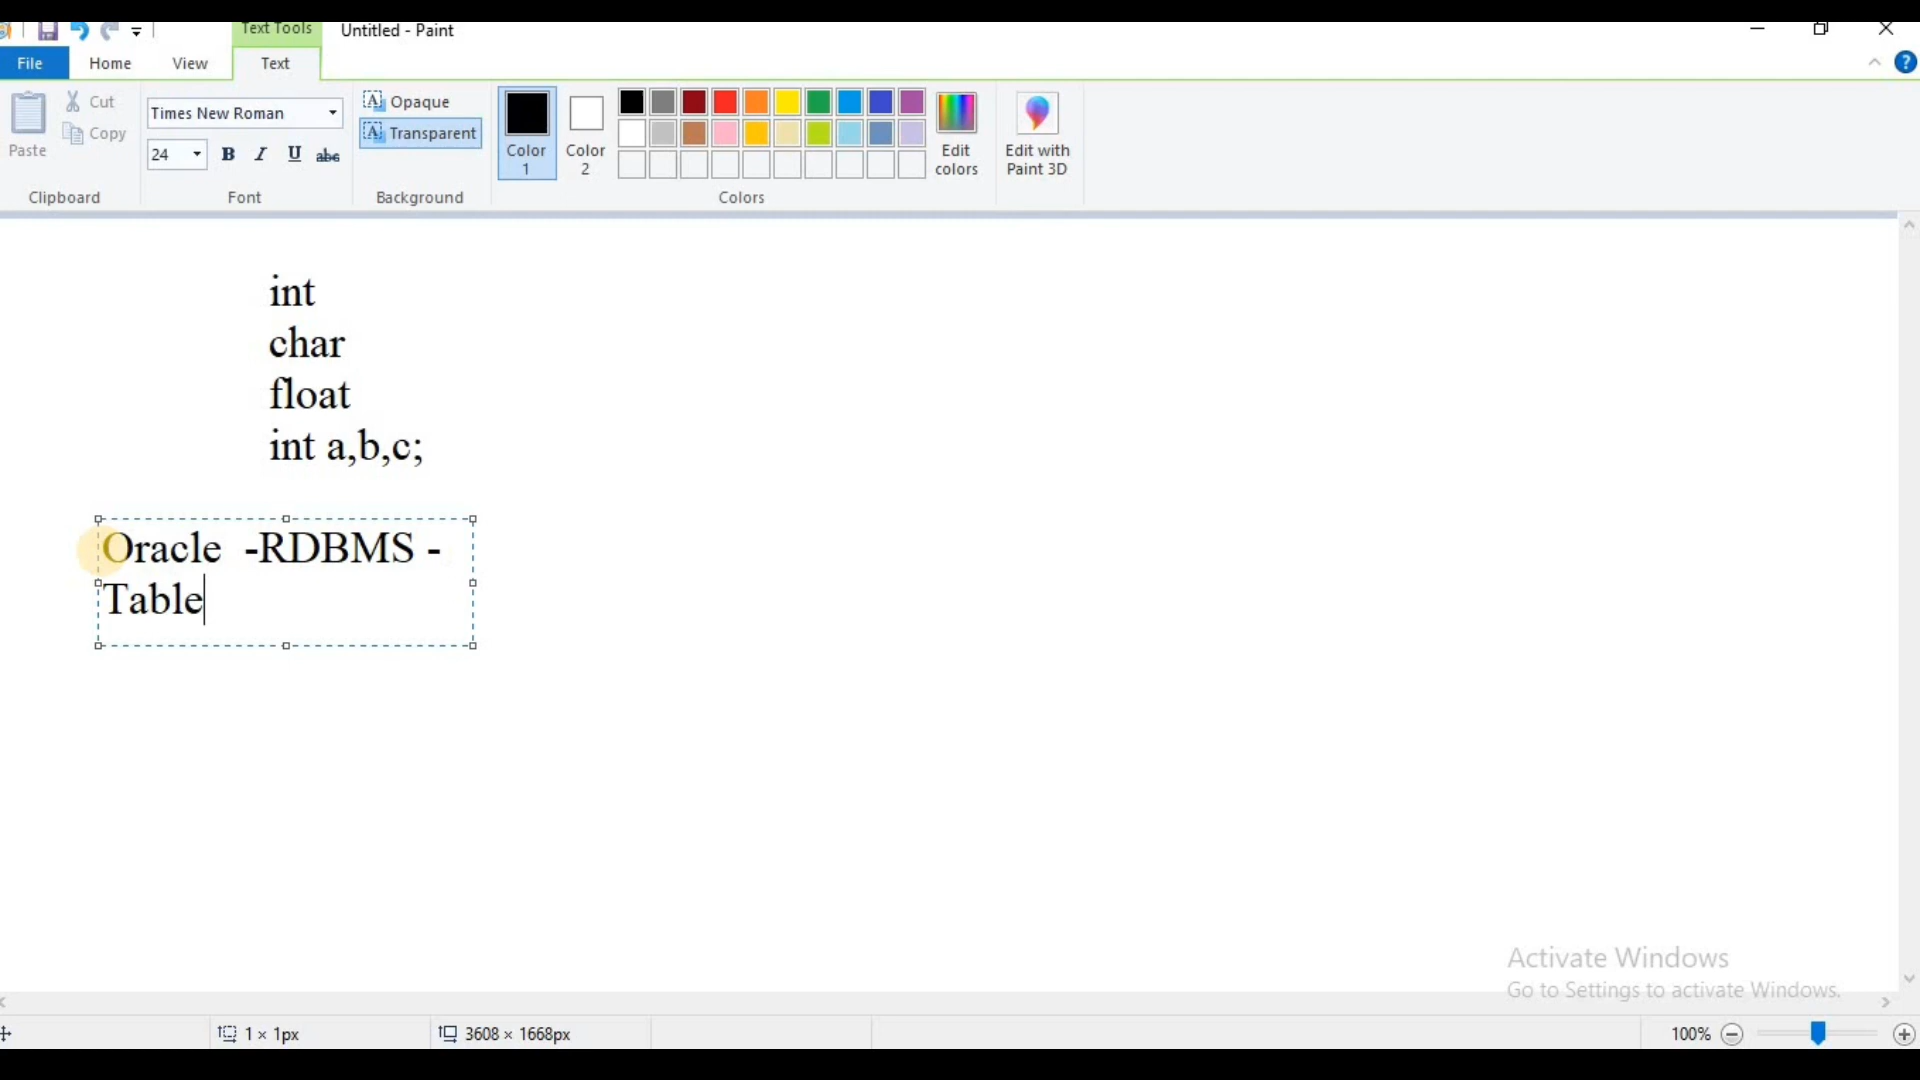 Text Tools
Untitled - Paint
File
Home
View
Text
Paste
Cut
Copy
Clipboard
Times New Roman
24
B I U abc
Font
Opaque
Transparent
Background
Color 1
Color 2
Edit colors
Colors
Edit with Paint 3D
int
char
float
int a,b,c;
Oracle  -RDBMS -
Table
Activate Windows
Go to Settings to activate Windows.
1 × 1px
3608 × 1668px
100%